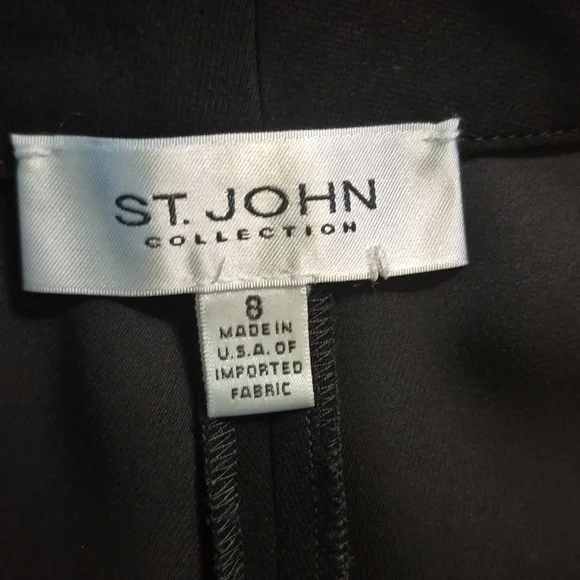 ST. JOHN
COLLECTION
8
MADE IN
U.S.A. OF
IMPORTED
FABRIC